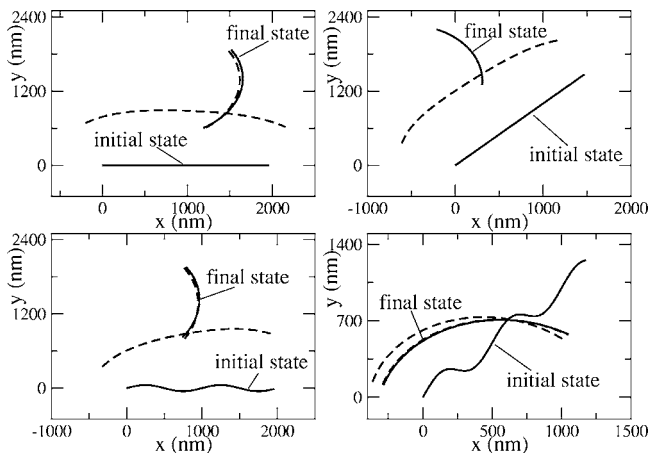 y (nm)
2400
1200
0
final state
initial state
0
1000
2000
x (nm)
y (nm)
2400
1200
0
final state
initial state
-1000
0
1000
x (nm)
y (nm)
2400
1200
0
final state
initial state
-1000
0
1000
2000
x (nm)
y (nm)
1400
700
0
final state
initial state
0
500
1000
1500
x (nm)